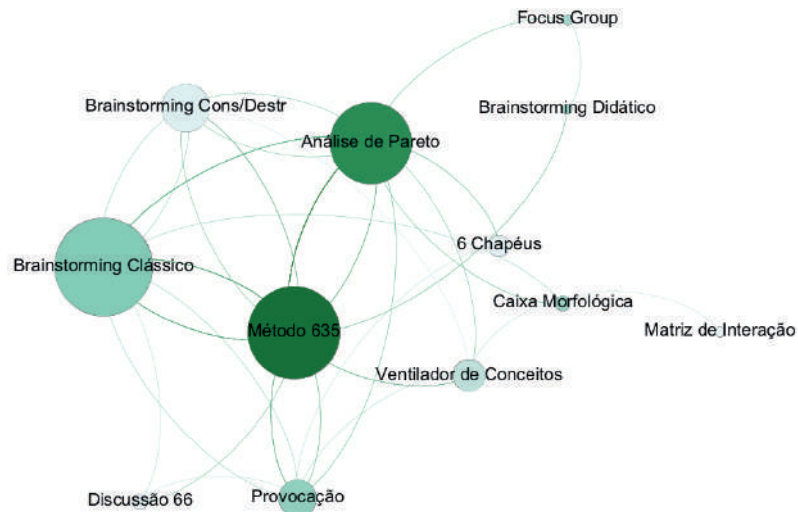 Focus Group
Brainstorming Cons/Destr
Brainstorming Didático
Análise de Pareto
6 Chapéus
Brainstorming Clássico
Caixa Morfológica
Método 635
Matriz de Interação
Ventilador de Conceitos
Discussão 66
Provocação